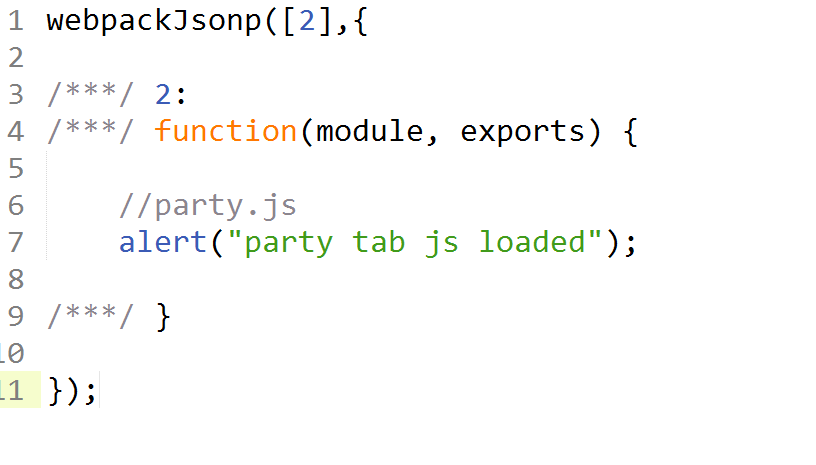 1 webpackJsonp([2],{
2
3 /***/ 2:
4 /***/ function(module, exports) {
5
6 //party.js
7 alert("party tab js loaded");
8
9 /***/ }
10
11 });